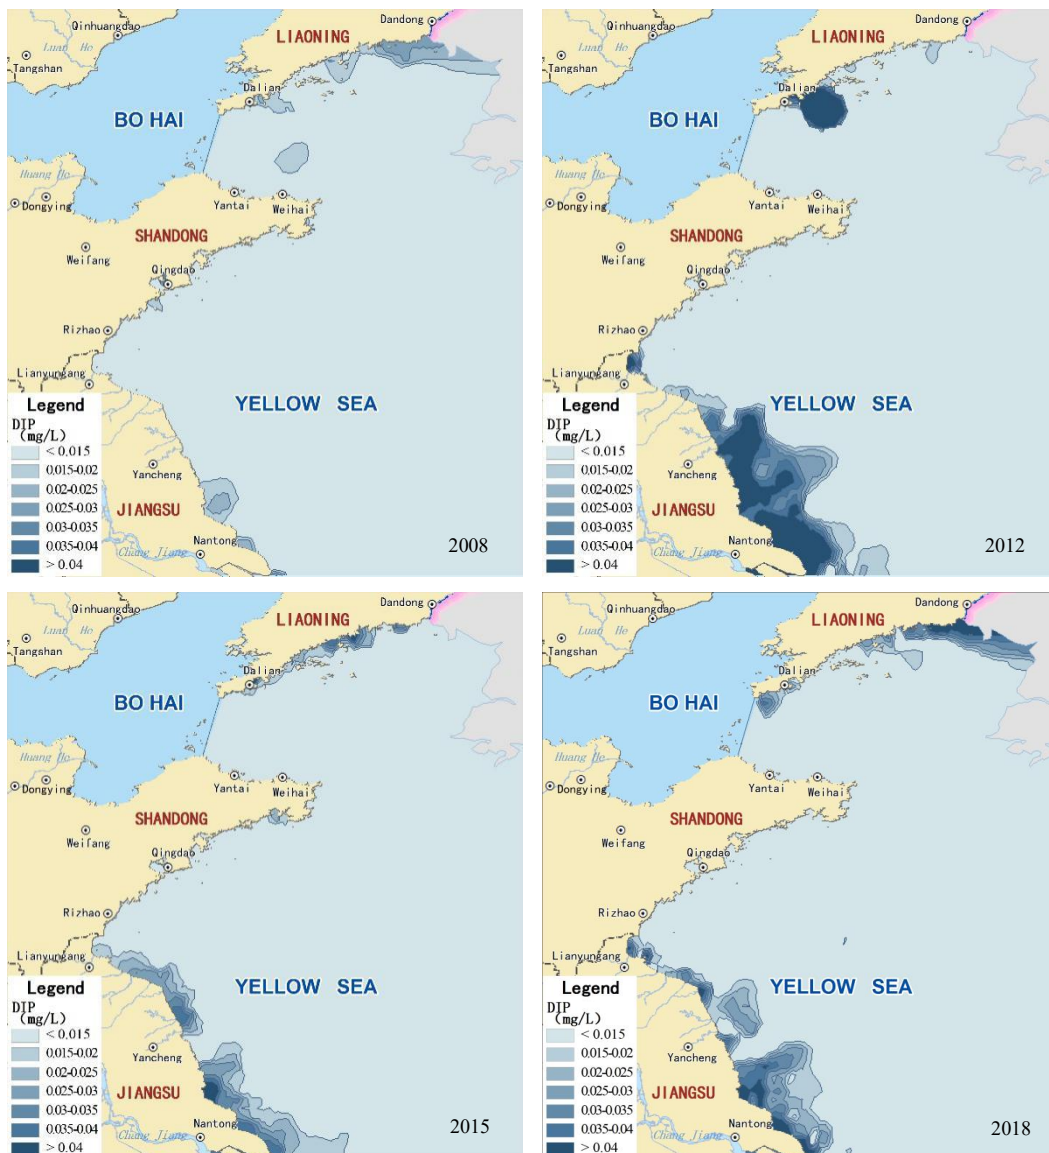 Dandong
Qinhuangdao
LIAONING
Luan He
Tangshan
Dalian
BO HAI
Huang He
Dongying
Yantai
Weihai
SHANDONG
Weifang
Qingdao
Rizhao
Lianyungang
YELLOW SEA
Legend
DIP
(mg/L)
< 0.015
0.015-0.02
0.02-0.025
0.025-0.03
0.03-0.035
0.035-0.04
> 0.04
Yancheng
JIANGSU
Nantong
Chang Jiang
2008
Dandong
Qinhuangdao
LIAONING
Luan He
Tangshan
Dalian
BO HAI
Huang He
Dongying
Yantai
Weihai
SHANDONG
Weifang
Qingdao
Rizhao
Lianyungang
YELLOW SEA
Legend
DIP
(mg/L)
< 0.015
0.015-0.02
0.02-0.025
0.025-0.03
0.03-0.035
0.035-0.04
> 0.04
Yancheng
JIANGSU
Nantong
Chang Jiang
2012
Dandong
Qinhuangdao
LIAONING
Luan He
Tangshan
Dalian
BO HAI
Huang He
Dongying
Yantai
Weihai
SHANDONG
Weifang
Qingdao
Rizhao
Lianyungang
YELLOW SEA
Legend
DIP
(mg/L)
< 0.015
0.015-0.02
0.02-0.025
0.025-0.03
0.03-0.035
0.035-0.04
> 0.04
Yancheng
JIANGSU
Nantong
Chang Jiang
2015
Dandong
Qinhuangdao
LIAONING
Luan He
Tangshan
Dalian
BO HAI
Huang He
Dongying
Yantai
Weihai
SHANDONG
Weifang
Qingdao
Rizhao
Lianyungang
YELLOW SEA
Legend
DIP
(mg/L)
< 0.015
0.015-0.02
0.02-0.025
0.025-0.03
0.03-0.035
0.035-0.04
> 0.04
Yancheng
JIANGSU
Nantong
Chang Jiang
2018